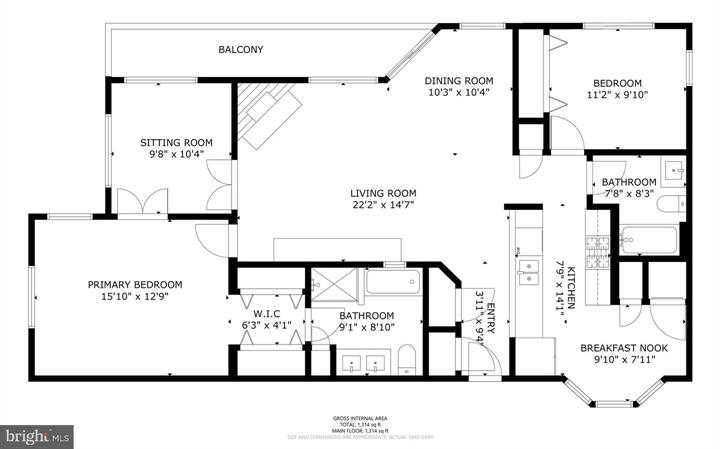 BALCONY
DINING ROOM
10'3" x 10'4"
BEDROOM
11'2" x 9'10"
SITTING ROOM
9'8" x 10'4"
LIVING ROOM
22'2" x 14'7"
BATHROOM
7'8" x 8'3"
PRIMARY BEDROOM
15'10" x 12'9"
W.I.C
6'3" x 4'1"
BATHROOM
9'1" x 8'10"
ENTRY
3'11" x 9'4"
KITCHEN
7'9" x 14'1"
BREAKFAST NOOK
9'10" x 7'11"
GROSS INTERNAL AREA
TOTAL: 1,314 sq ft
MAIN FLOOR: 1,314 sq ft
SIZE AND DIMENSIONS ARE APPROXIMATE, ACTUAL MAY VARY
bright MLS